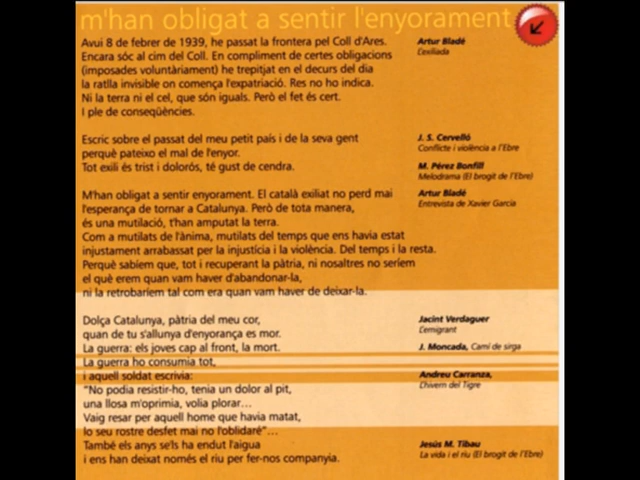 m'han obligat a sentir l'enyorament
Avui 8 de febrer de 1939, he passat la frontera pel Coll d'Ares.
Artur Bladé
Encara sóc al cim del Coll. En compliment de certes obligacions
L'exiliada
(imposades voluntàriament) he trepitjat en el decurs del dia
la ratlla invisible on comença l'expatriació. Res no ho indica.
Ni la terra ni el cel, que són iguals. Però el fet és cert.
I ple de conseqüències.
Escric sobre el passat del meu petit país i de la seva gent
J. S. Cervelló
perquè pateixo el mal de l'enyor.
Conflicte i violència a l'Ebre
Tot exili és trist i dolorós, té gust de cendra.
M. Pérez Bonfill
Melodrama (El brogit de l'Ebre)
M'han obligat a sentir enyorament. El català exiliat no perd mai
Artur Bladé
l'esperança de tornar a Catalunya. Però de tota manera,
Entrevista de Xavier Garcia
és una mutilació, t'han amputat la terra.
Com a mutilats de l'ànima, mutilats del temps que ens havia estat
injustament arrabassat per la injustícia i la violència. Del temps i la resta.
Perquè sabíem que, tot i recuperant la pàtria, ni nosaltres no seríem
el què erem quan vam haver d'abandonar-la,
ni la retrobaríem tal com era quan vam haver de deixar-la.
Dolça Catalunya, pàtria del meu cor,
Jacint Verdaguer
quan de tu s'allunya d'enyorança es mor.
L'emigrant
La guerra: els joves cap al front, la mort.
J. Moncada, Camí de sirga
La guerra ho consumia tot,
i aquell soldat escrivia:
Andreu Carranza,
"No podia resistir-ho, tenia un dolor al pit,
L'hivern del Tigre
una llosa m'oprimia, volia plorar...
Vaig resar per aquell home que havia matat,
lo seu rostre desfet mai no l'oblidaré"...
També els anys se'ls ha endut l'aigua
Jesús M. Tibau
i ens han deixat només el riu per fer-nos companyia.
La vida i el riu (El brogit de l'Ebre)